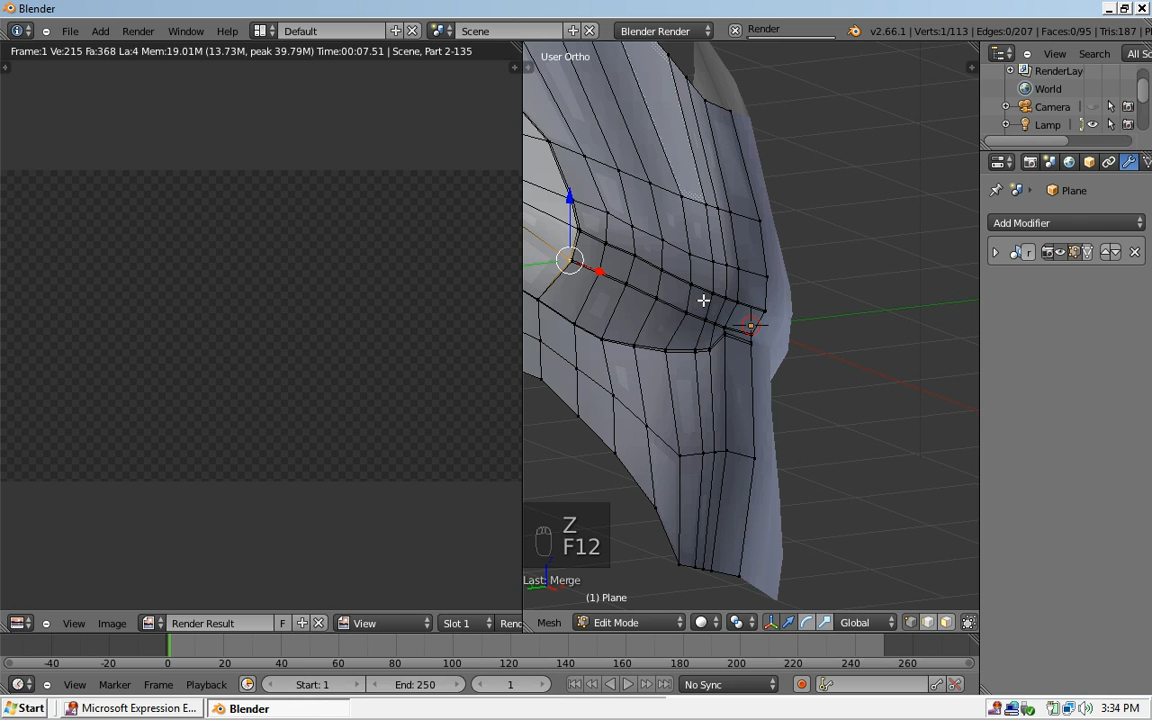 Blender
File Add Render Window Help Default Scene Blender Render Render v2.66.1 | Verts:1/113 | Edges:0/207 | Faces:0/95 | Tris:187 |
Frame:1 Ve:215 Fa:368 La:4 Mem:19.01M (13.73M, peak 39.79M) Time:00:07.51 | Scene, Part 2-135
User Ortho
View Search All Sc
RenderLay
World
Camera
Lamp
Plane
Add Modifier
r
Z
F12
Last: Merge
(1) Plane
View Image Render Result F View Slot 1 Mesh Edit Mode Global
-40 -20 0 20 40 60 80 100 120 140 160 180 200 220 240 260
View Marker Frame Playback Start: 1 End: 250 1 No Sync
Start Microsoft Expression E... Blender 3:34 PM